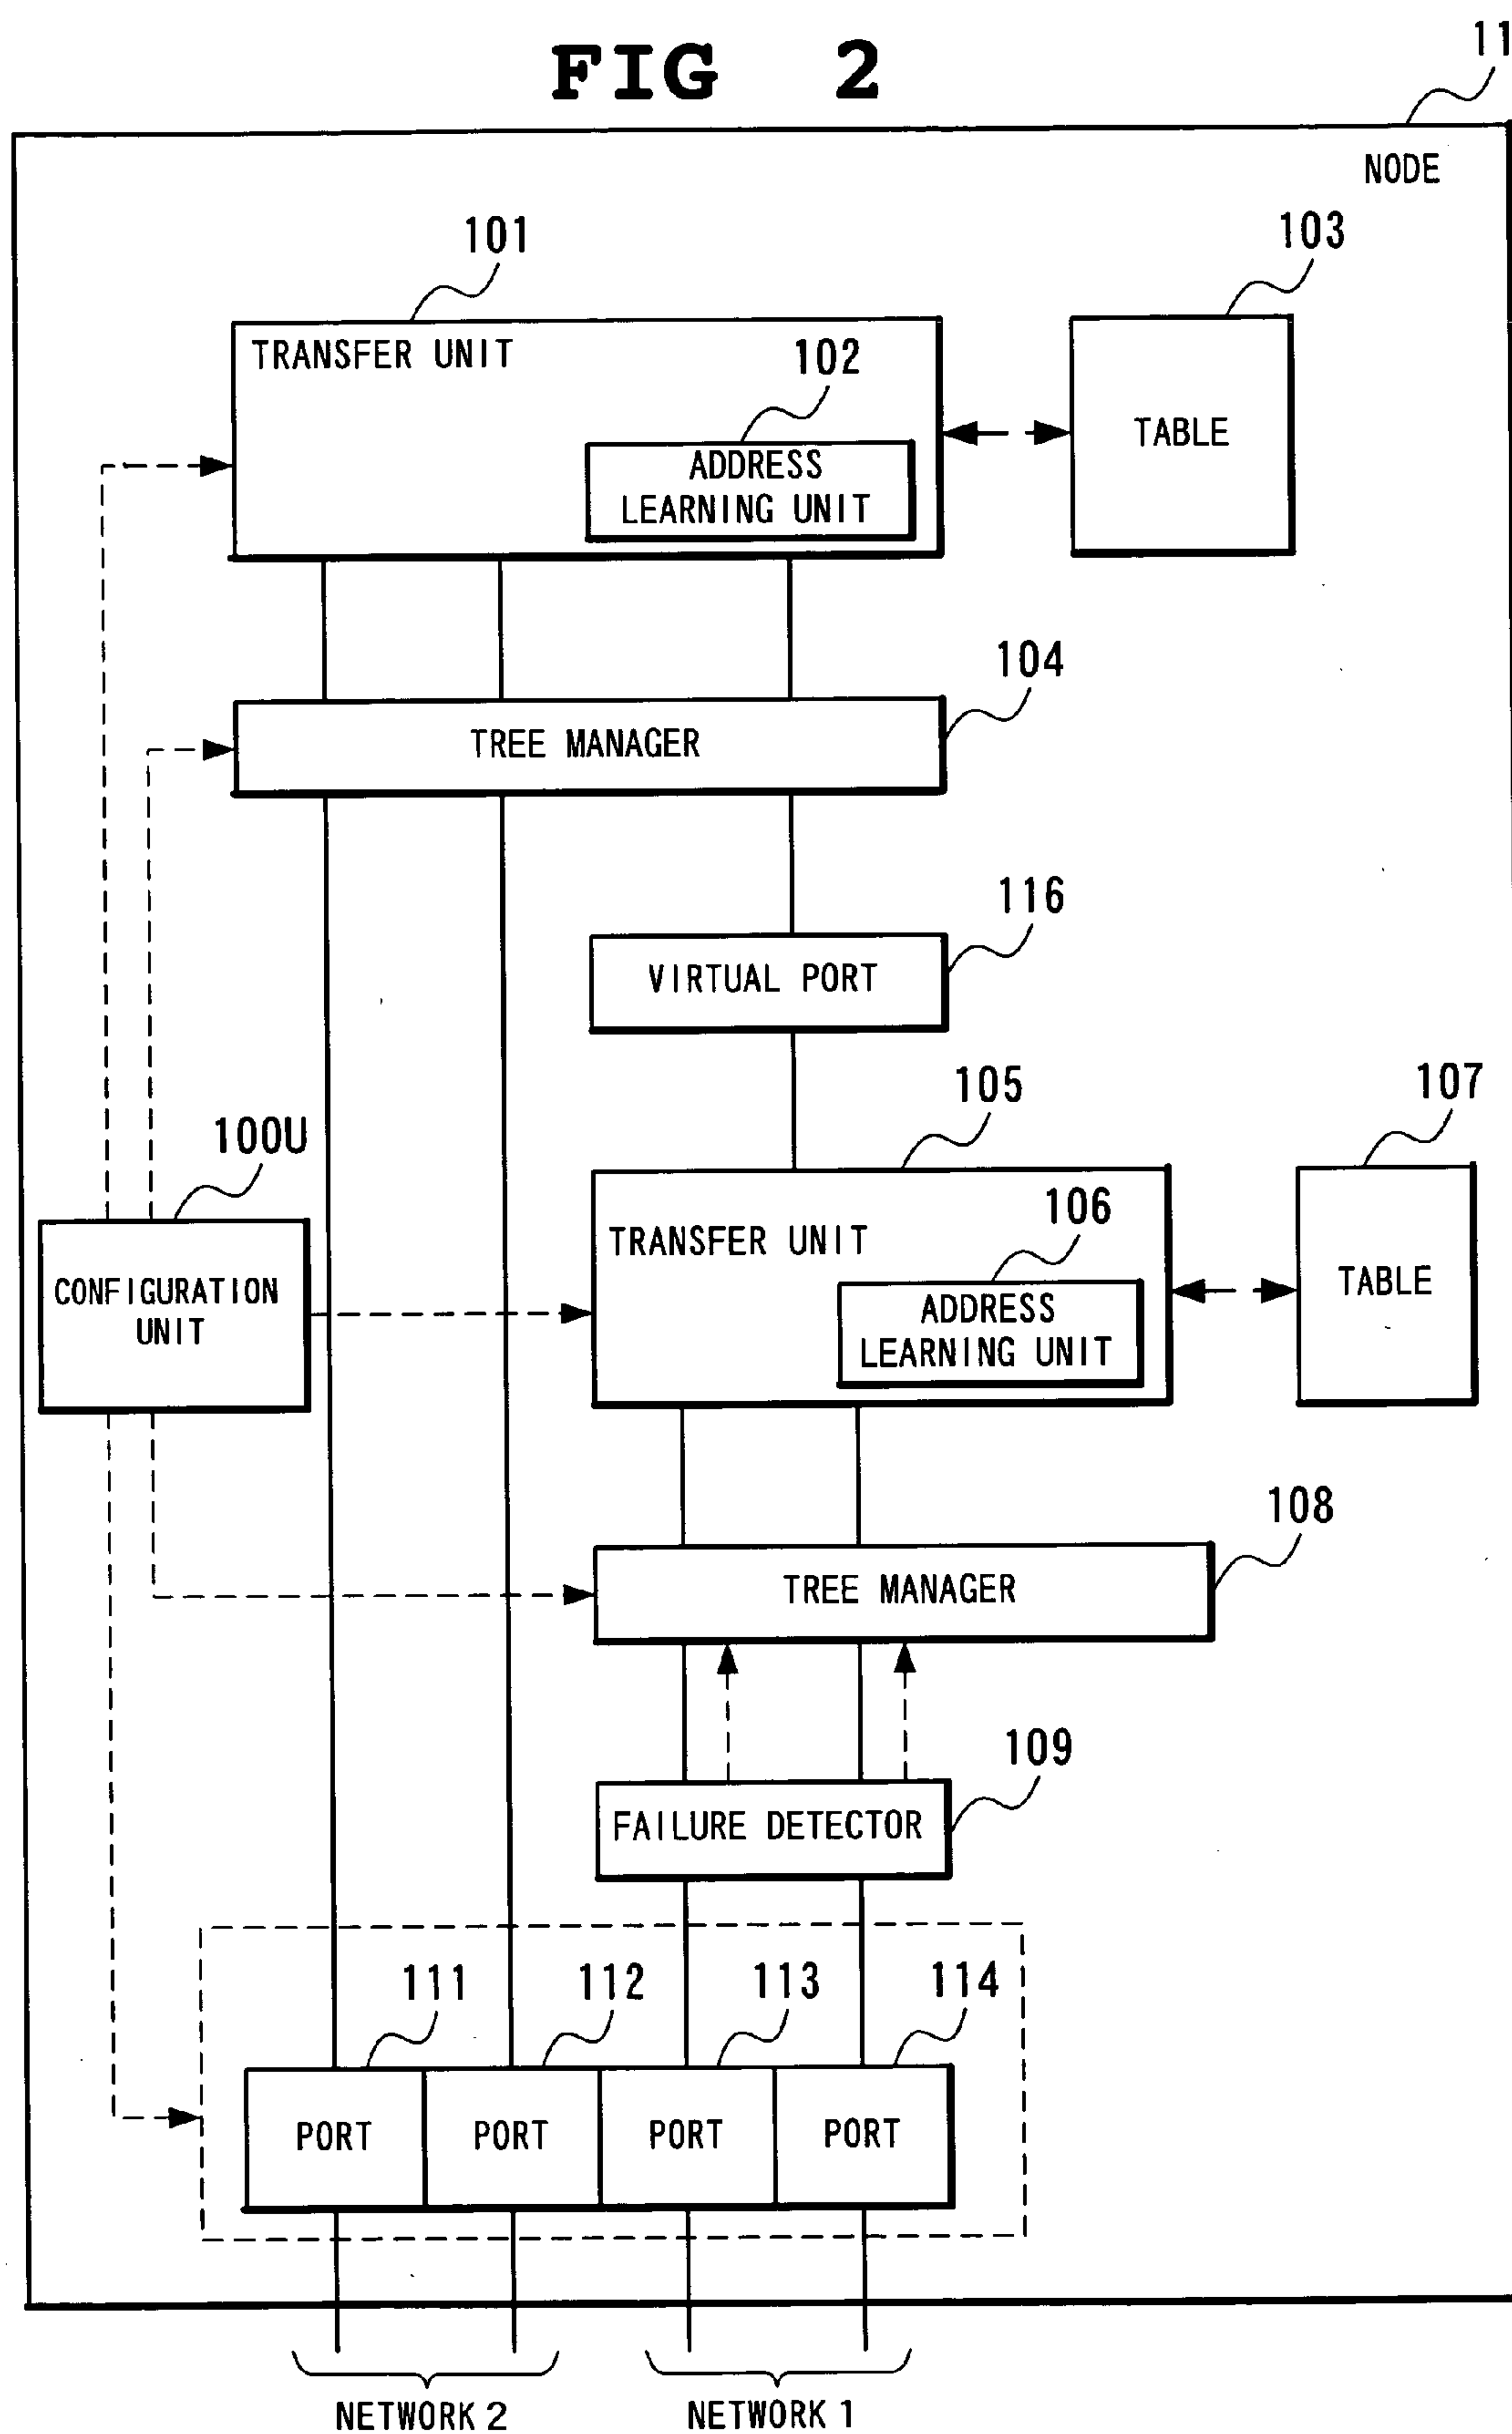 FIG 2
11
NODE
101
103
TRANSFER UNIT
102
TABLE
ADDRESS
LEARNING UNIT
104
TREE MANAGER
116
VIRTUAL PORT
105
107
100U
106
TRANSFER UNIT
TABLE
CONFIGURATION
UNIT
ADDRESS
LEARNING UNIT
108
TREE MANAGER
109
FAILURE DETECTOR
111
112
113
114
PORT
PORT
PORT
PORT
NETWORK 2
NETWORK 1